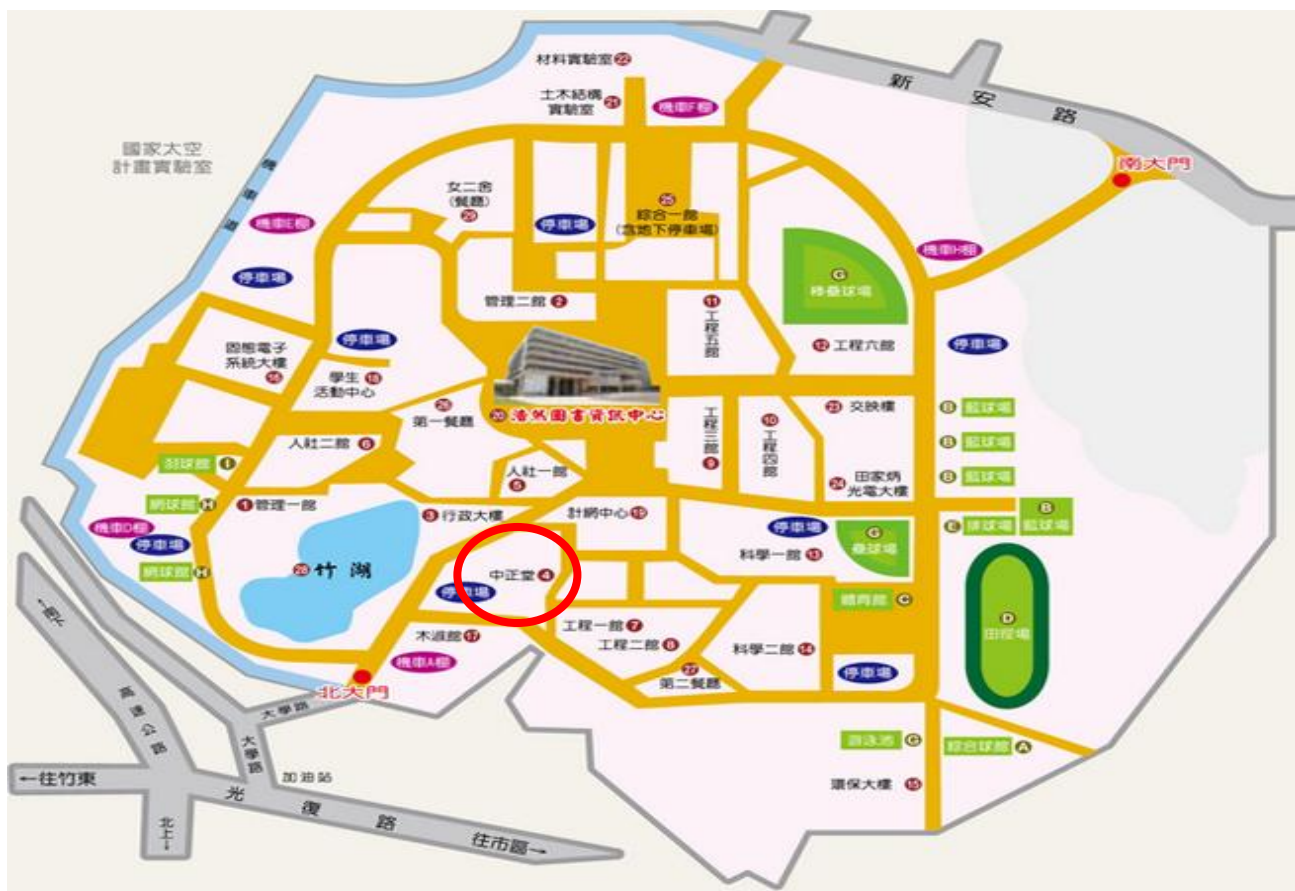 材料實驗室 22
土木結構
實驗室 21
機車F棚
新安路
國家太空
計畫實驗室
機車道
南大門
女二舍
(餐廳)
29
停車場
25
綜合一館
(含地下停車場)
機車E棚
機車H棚
停車場
G
棒壘球場
管理二館 2
11
工程五館
停車場
固態電子
系統大樓 16
學生 18
活動中心
12 工程六館
停車場
26
第一餐廳
20 浩然圖書資訊中心
工程三館
9
10
工程四館
23 交映樓
B 籃球場
B 籃球場
B 籃球場
人社二館 6
羽球館 I
人社一館
5
24 田家炳
光電大樓
網球館 H
1 管理一館
3 行政大樓
計網中心 19
停車場
G
壘球場
E 排球場
B
籃球場
機車D棚
停車場
網球館 H
28 竹湖
中正堂 4
停車場
科學一館 13
體育館 G
D
田徑場
木涵館 17
機車A棚
工程一館 7
工程二館 8
科學二館 14
27
第二餐廳
停車場
北大門
大學路
大學路
高速公路
游泳池 G
綜合球館 A
環保大樓 15
←往竹東
加油站
光復路
往市區→
北上→